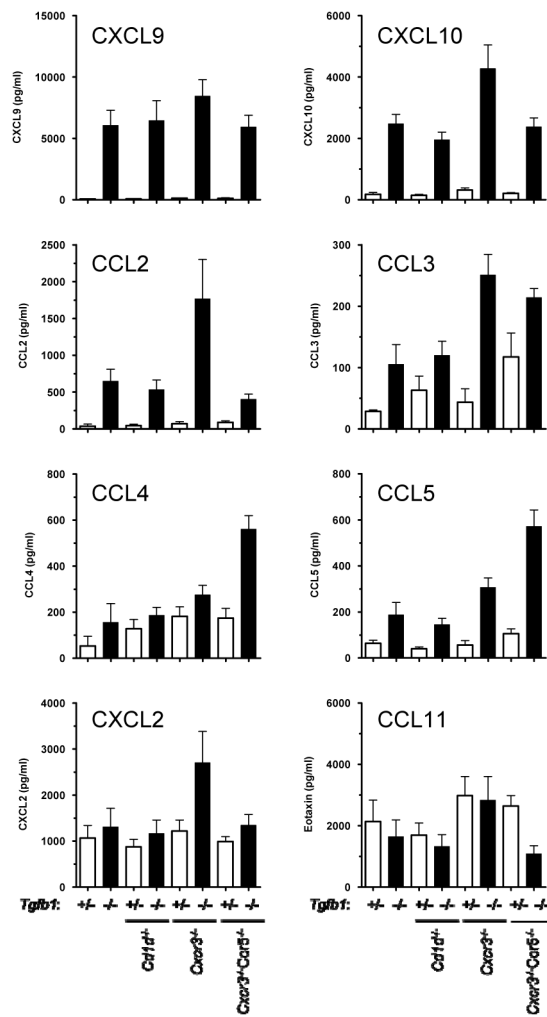 CXCL9
CXCL9 (pg/ml)
15000
10000
5000
0
CXCL10
CXCL10 (pg/ml)
6000
4000
2000
0
CCL2
CCL2 (pg/ml)
2500
2000
1500
1000
500
0
CCL3
CCL3 (pg/ml)
300
200
100
0
CCL4
CCL4 (pg/ml)
800
600
400
200
0
CCL5
CCL5 (pg/ml)
800
600
400
200
0
CXCL2
CXCL2 (pg/ml)
4000
3000
2000
1000
0
CCL11
Eotaxin (pg/ml)
6000
4000
2000
0
Tgfb1: +/- -/- +/- -/- +/- -/- +/- -/-
Cd1d-/-
Cxcr3-/-
Cxcr3-/-Ccr5-/-
Tgfb1: +/- -/- +/- -/- +/- -/- +/- -/-
Cd1d-/-
Cxcr3-/-
Cxcr3-/-Ccr5-/-